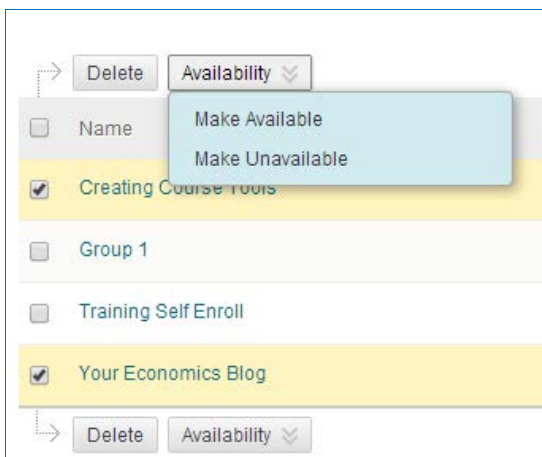 Delete Availability
Make Available
Name
Make Unavailable
Creating Course Tools
Group 1
Training Self Enroll
Your Economics Blog
Delete Availability